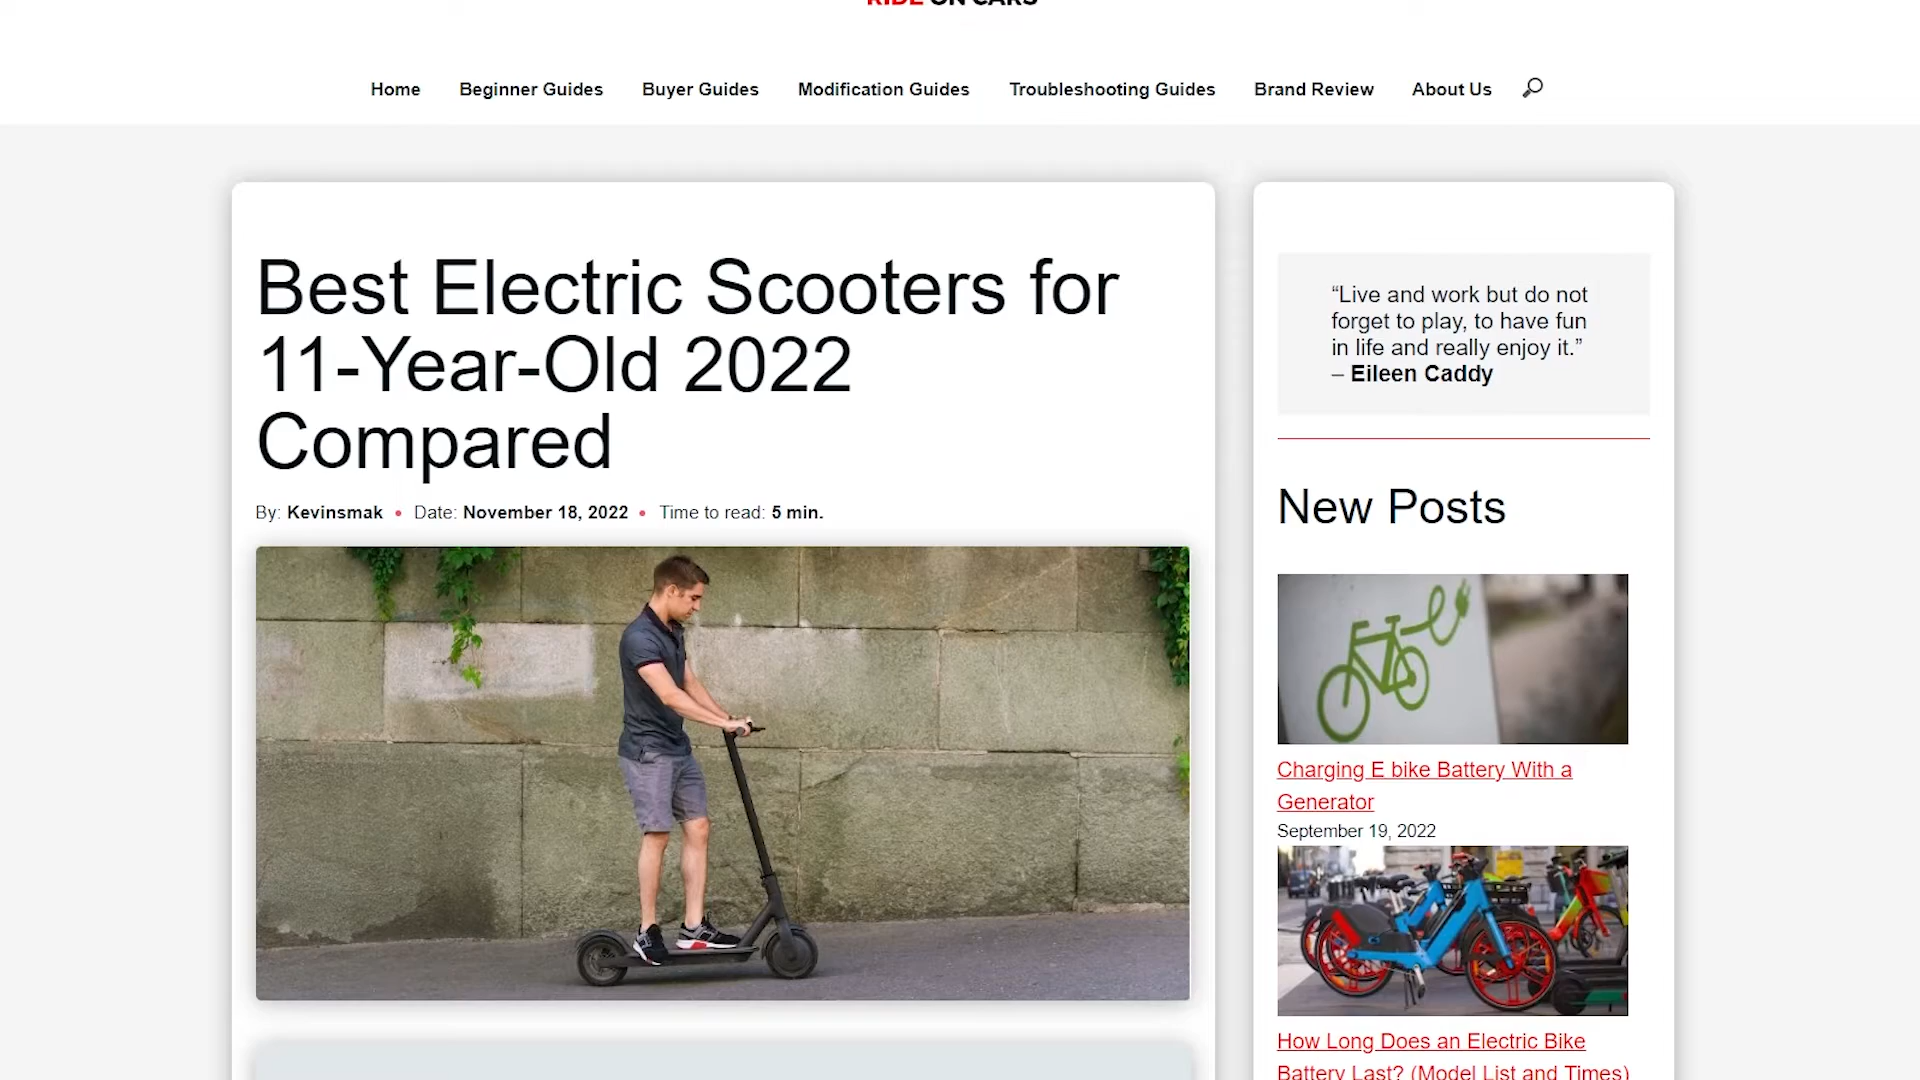 RIDE ON CARS
Home Beginner Guides Buyer Guides Modification Guides Troubleshooting Guides Brand Review About Us
Best Electric Scooters for
11-Year-Old 2022
Compared
By: Kevinsmak • Date: November 18, 2022 • Time to read: 5 min.
“Live and work but do not
forget to play, to have fun
in life and really enjoy it.”
– Eileen Caddy
New Posts
Charging E bike Battery With a
Generator
September 19, 2022
How Long Does an Electric Bike
Battery Last? (Model List and Times)